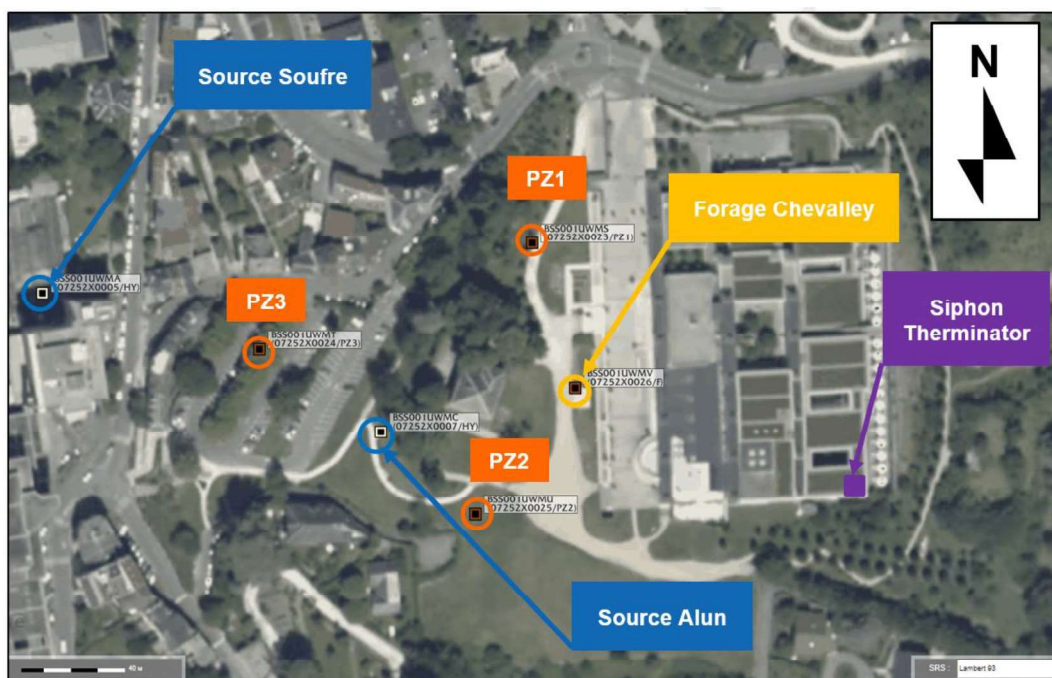 N
Source Soufre
PZ1
Forage Chevalley
BSS001UWMS
(07252X0023/PZ1)
BSS001UWMA
(07252X0005/HY)
PZ3
Siphon
Therminator
BSS001UWMT
(07252X0024/PZ3)
BSS001UWMV
(07252X0026/F)
BSS001UWMC
(07252X0007/HY)
PZ2
BSS001UWMU
(07252X0025/PZ2)
Source Alun
40 M
SRS : Lambert 93